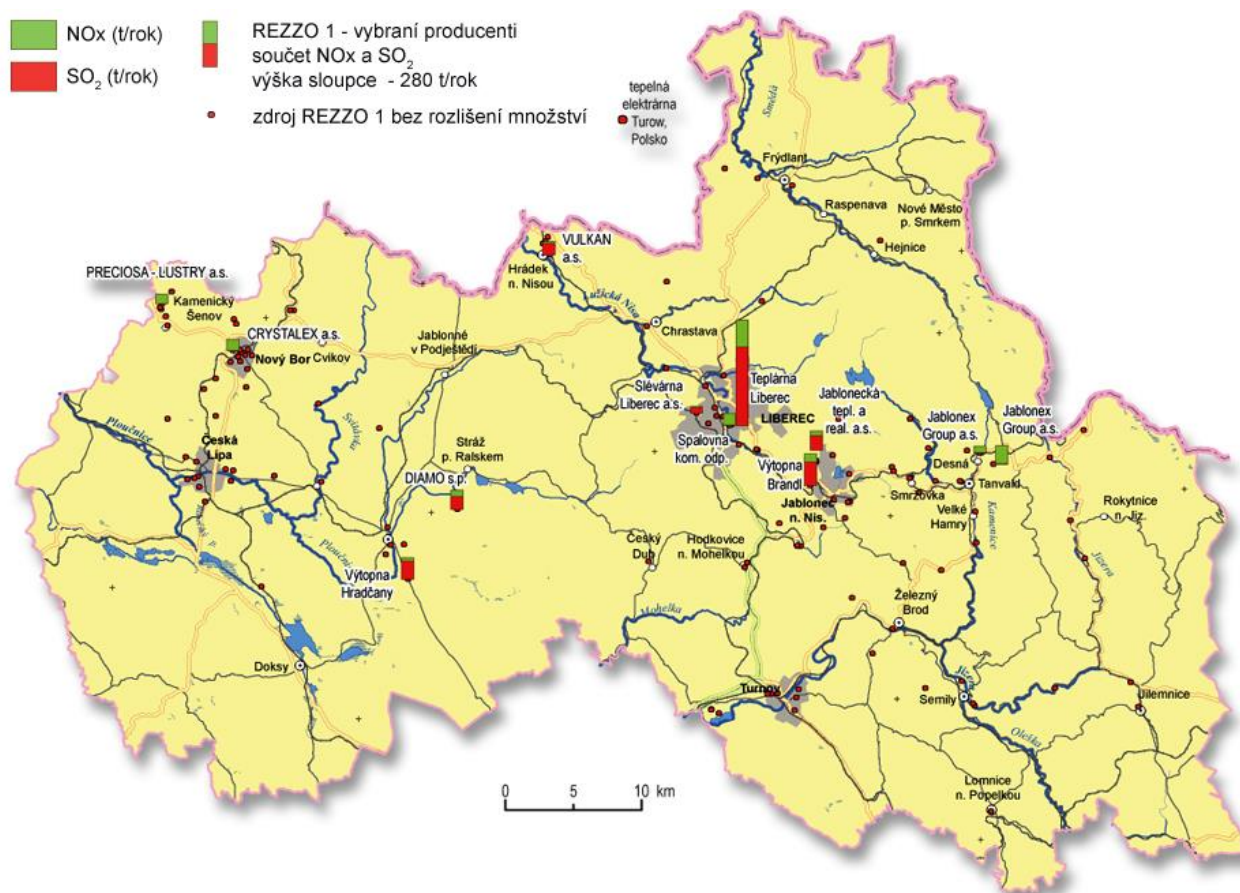 NOx (t/rok)
SO₂ (t/rok)
REZZO 1 - vybraní producenti
součet NOx a SO₂
výška sloupce - 280 t/rok
zdroj REZZO 1 bez rozlišení množství
tepelná
elektrárna
Turow,
Polsko
Smědá
Frýdlant
Raspenava
Nové Město
p. Smrkem
Hejnice
VULKAN
a.s.
Hrádek
n. Nisou
Lužická Nisa
Chrastava
PRECIOSA - LUSTRY a.s.
Kamenický
Šenov
CRYSTALEX a.s.
Nový Bor
Cvikov
Jablonné
v Podještědí
Slévárna
Liberec a.s.
Teplárna
Liberec
LIBEREC
Spalovna
kom. odp.
Jablonecká
tepl. a
real. a.s.
Jablonex
Group a.s.
Jablonex
Group a.s.
Desná
Tanvald
Smržovka
Velké
Hamry
Kamenice
Výtopna
Brandl
Jablonec
n. Nis.
Rokytnice
n. Jiz.
Jizera
Ploučnice
Česká
Lípa
Svitávka
Stráž
p. Ralskem
DIAMO s.p.
Výtopna
Hradčany
Český
Dub
Hodkovice
n. Mohelkou
Mohelka
Železný
Brod
Doksy
Turnov
Semily
Jizera
Jilemnice
Oleška
Lomnice
n. Popelkou
0 5 10 km